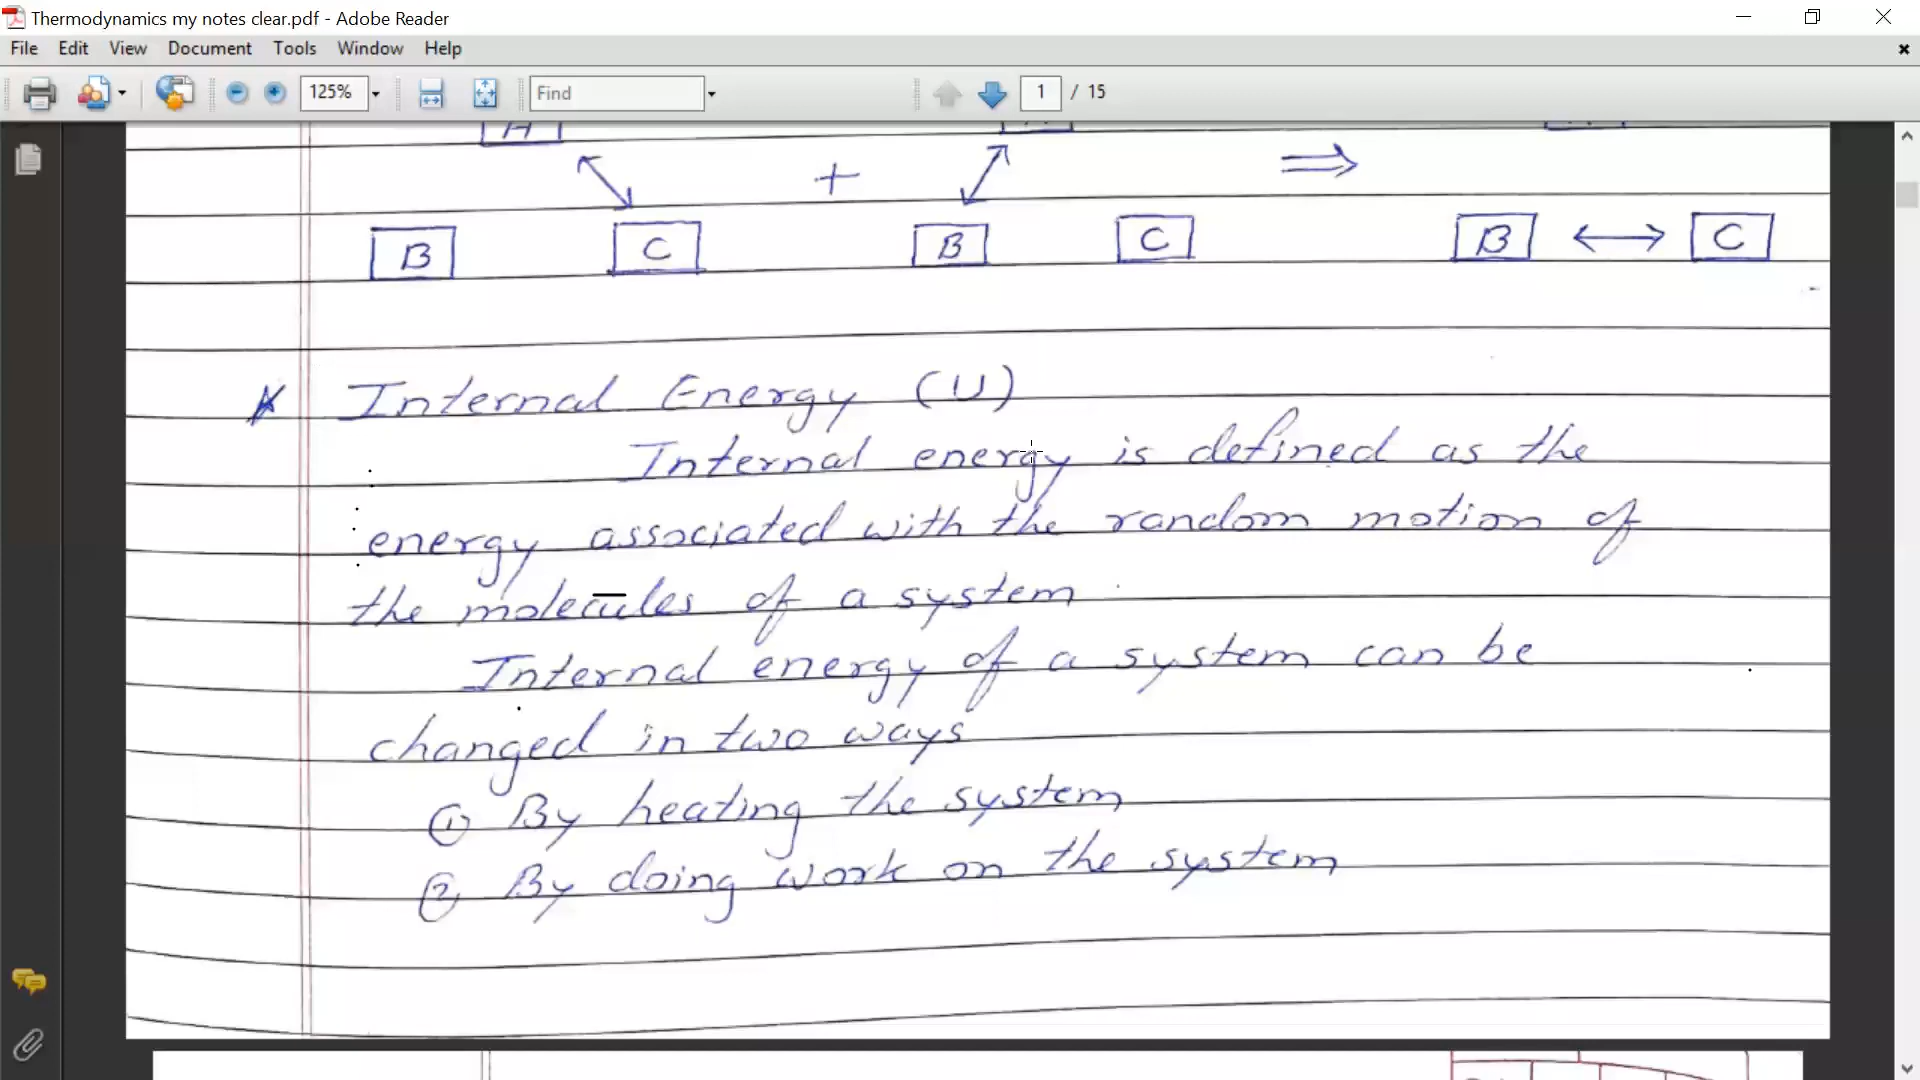 Thermodynamics my notes clear.pdf - Adobe Reader
File Edit View Document Tools Window Help
125% Find 1 / 15
A
B C + B C ⇒ B ↔ C
Internal Energy (U)
Internal energy is defined as the
energy associated with the random motion of
the molecules of a system
Internal energy of a system can be
changed in two ways
① By heating the system
② By doing work on the system